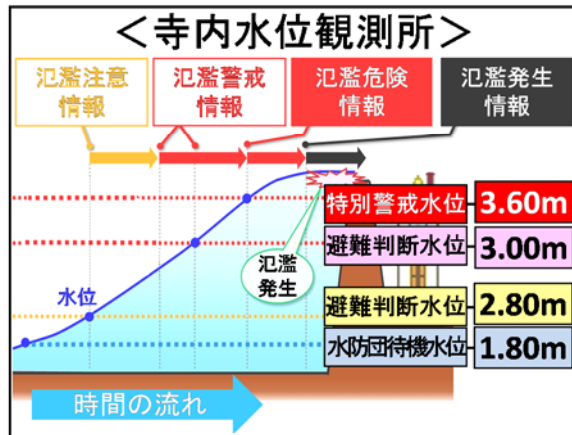 ＜寺内水位観測所＞
氾濫注意
情報
氾濫警戒
情報
氾濫危険
情報
氾濫発生
情報
特別警戒水位 3.60m
避難判断水位 3.00m
氾濫
発生
水位
避難判断水位 2.80m
水防団待機水位 1.80m
時間の流れ